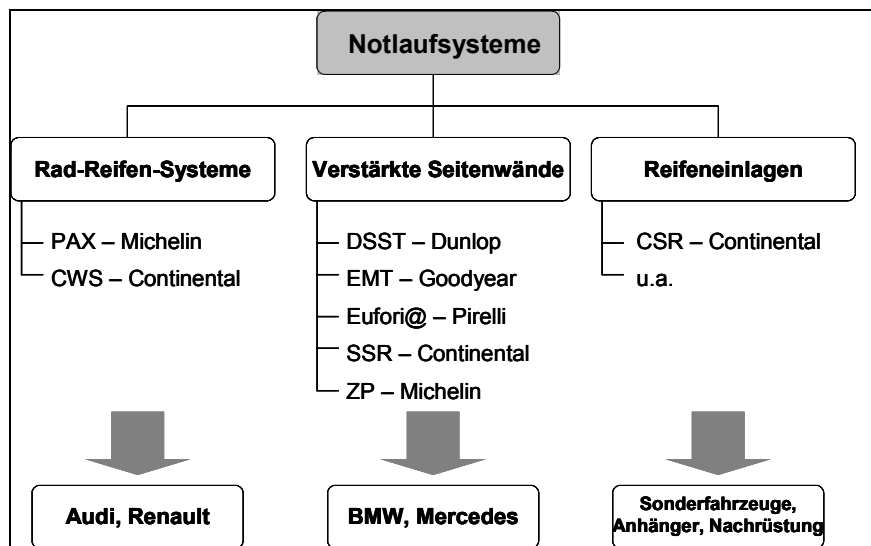 Notlaufsysteme
Rad-Reifen-Systeme
PAX – Michelin
CWS – Continental
Verstärkte Seitenwände
DSST – Dunlop
EMT – Goodyear
Eufori@ – Pirelli
SSR – Continental
ZP – Michelin
Reifeneinlagen
CSR – Continental
u.a.
Audi, Renault
BMW, Mercedes
Sonderfahrzeuge,
Anhänger, Nachrüstung